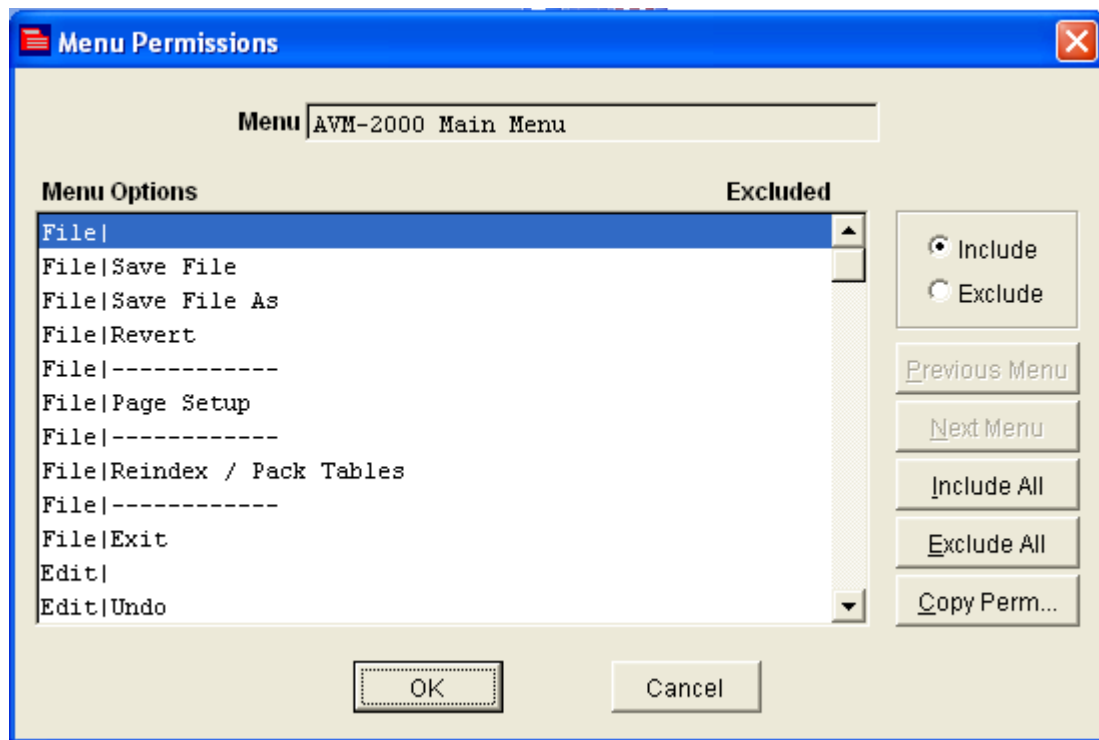 Menu Permissions
Menu AVM-2000 Main Menu
Menu Options Excluded
File|
File|Save File
File|Save File As
File|Revert
File|------------
File|Page Setup
File|------------
File|Reindex / Pack Tables
File|------------
File|Exit
Edit|
Edit|Undo
Include
Exclude
Previous Menu
Next Menu
Include All
Exclude All
Copy Perm...
OK Cancel